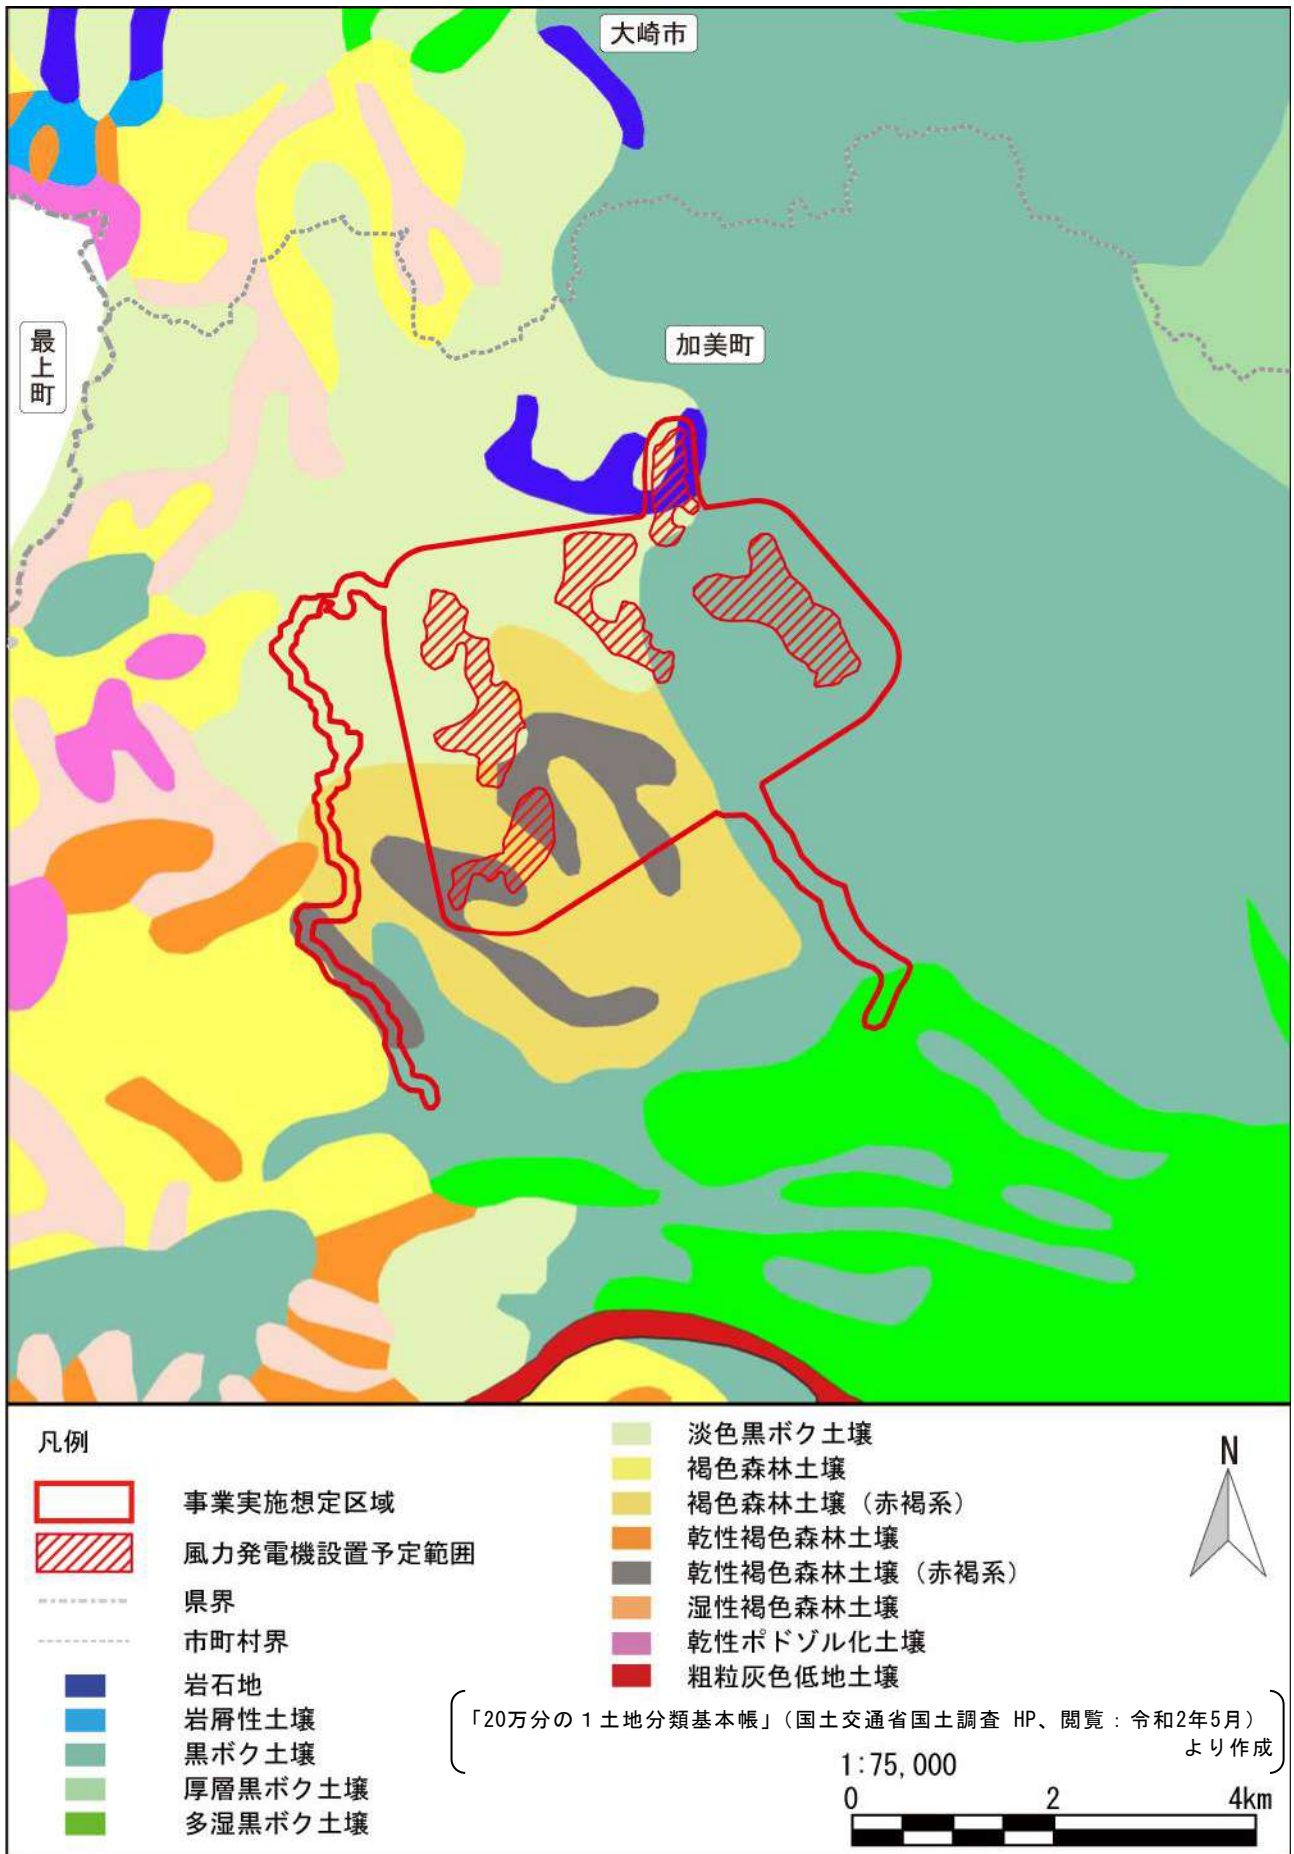 大崎市
加美町
最上町
凡例
事業実施想定区域
風力発電機設置予定範囲
県界
市町村界
岩石地
岩屑性土壌
黒ボク土壌
厚層黒ボク土壌
多湿黒ボク土壌
淡色黒ボク土壌
褐色森林土壌
褐色森林土壌（赤褐系）
乾性褐色森林土壌
乾性褐色森林土壌（赤褐系）
湿性褐色森林土壌
乾性ポドゾル化土壌
粗粒灰色低地土壌
N
「20万分の１土地分類基本帳」（国土交通省国土調査 HP、閲覧：令和2年5月）
より作成
1:75,000
0 2 4km